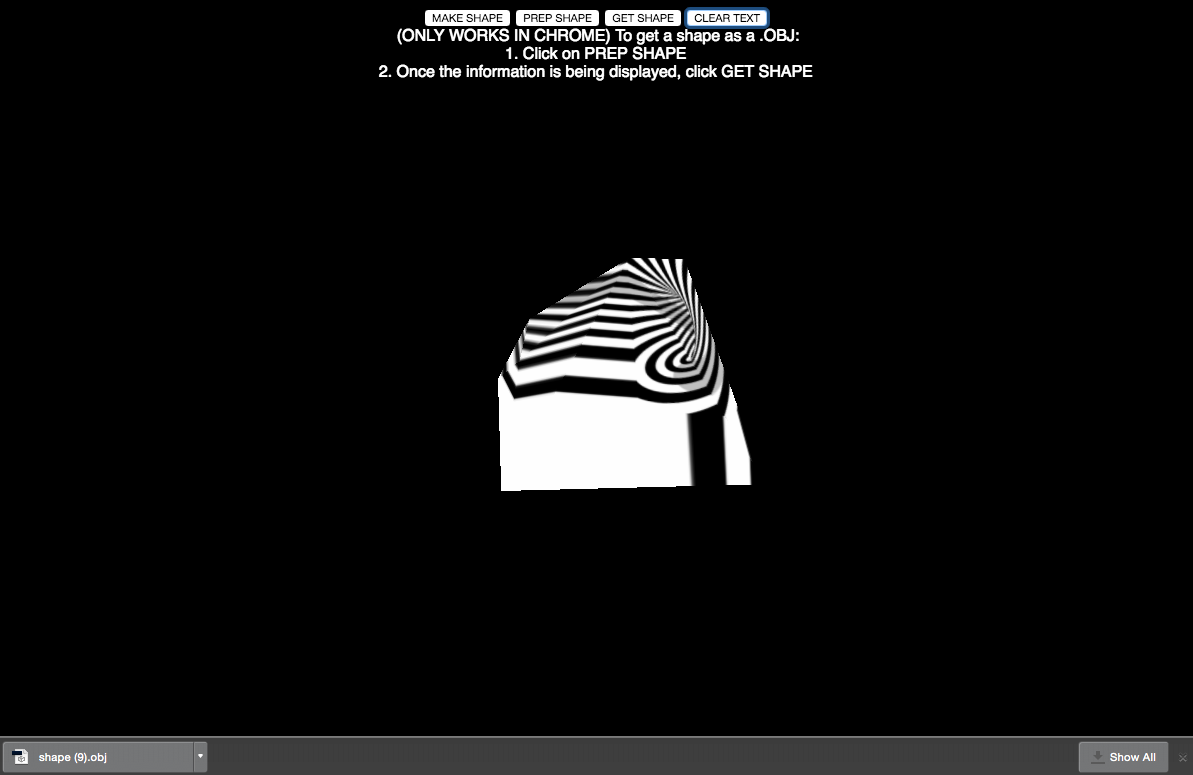 MAKE SHAPE PREP SHAPE GET SHAPE CLEAR TEXT
(ONLY WORKS IN CHROME) To get a shape as a .OBJ:
1. Click on PREP SHAPE
2. Once the information is being displayed, click GET SHAPE
shape (9).obj Show All